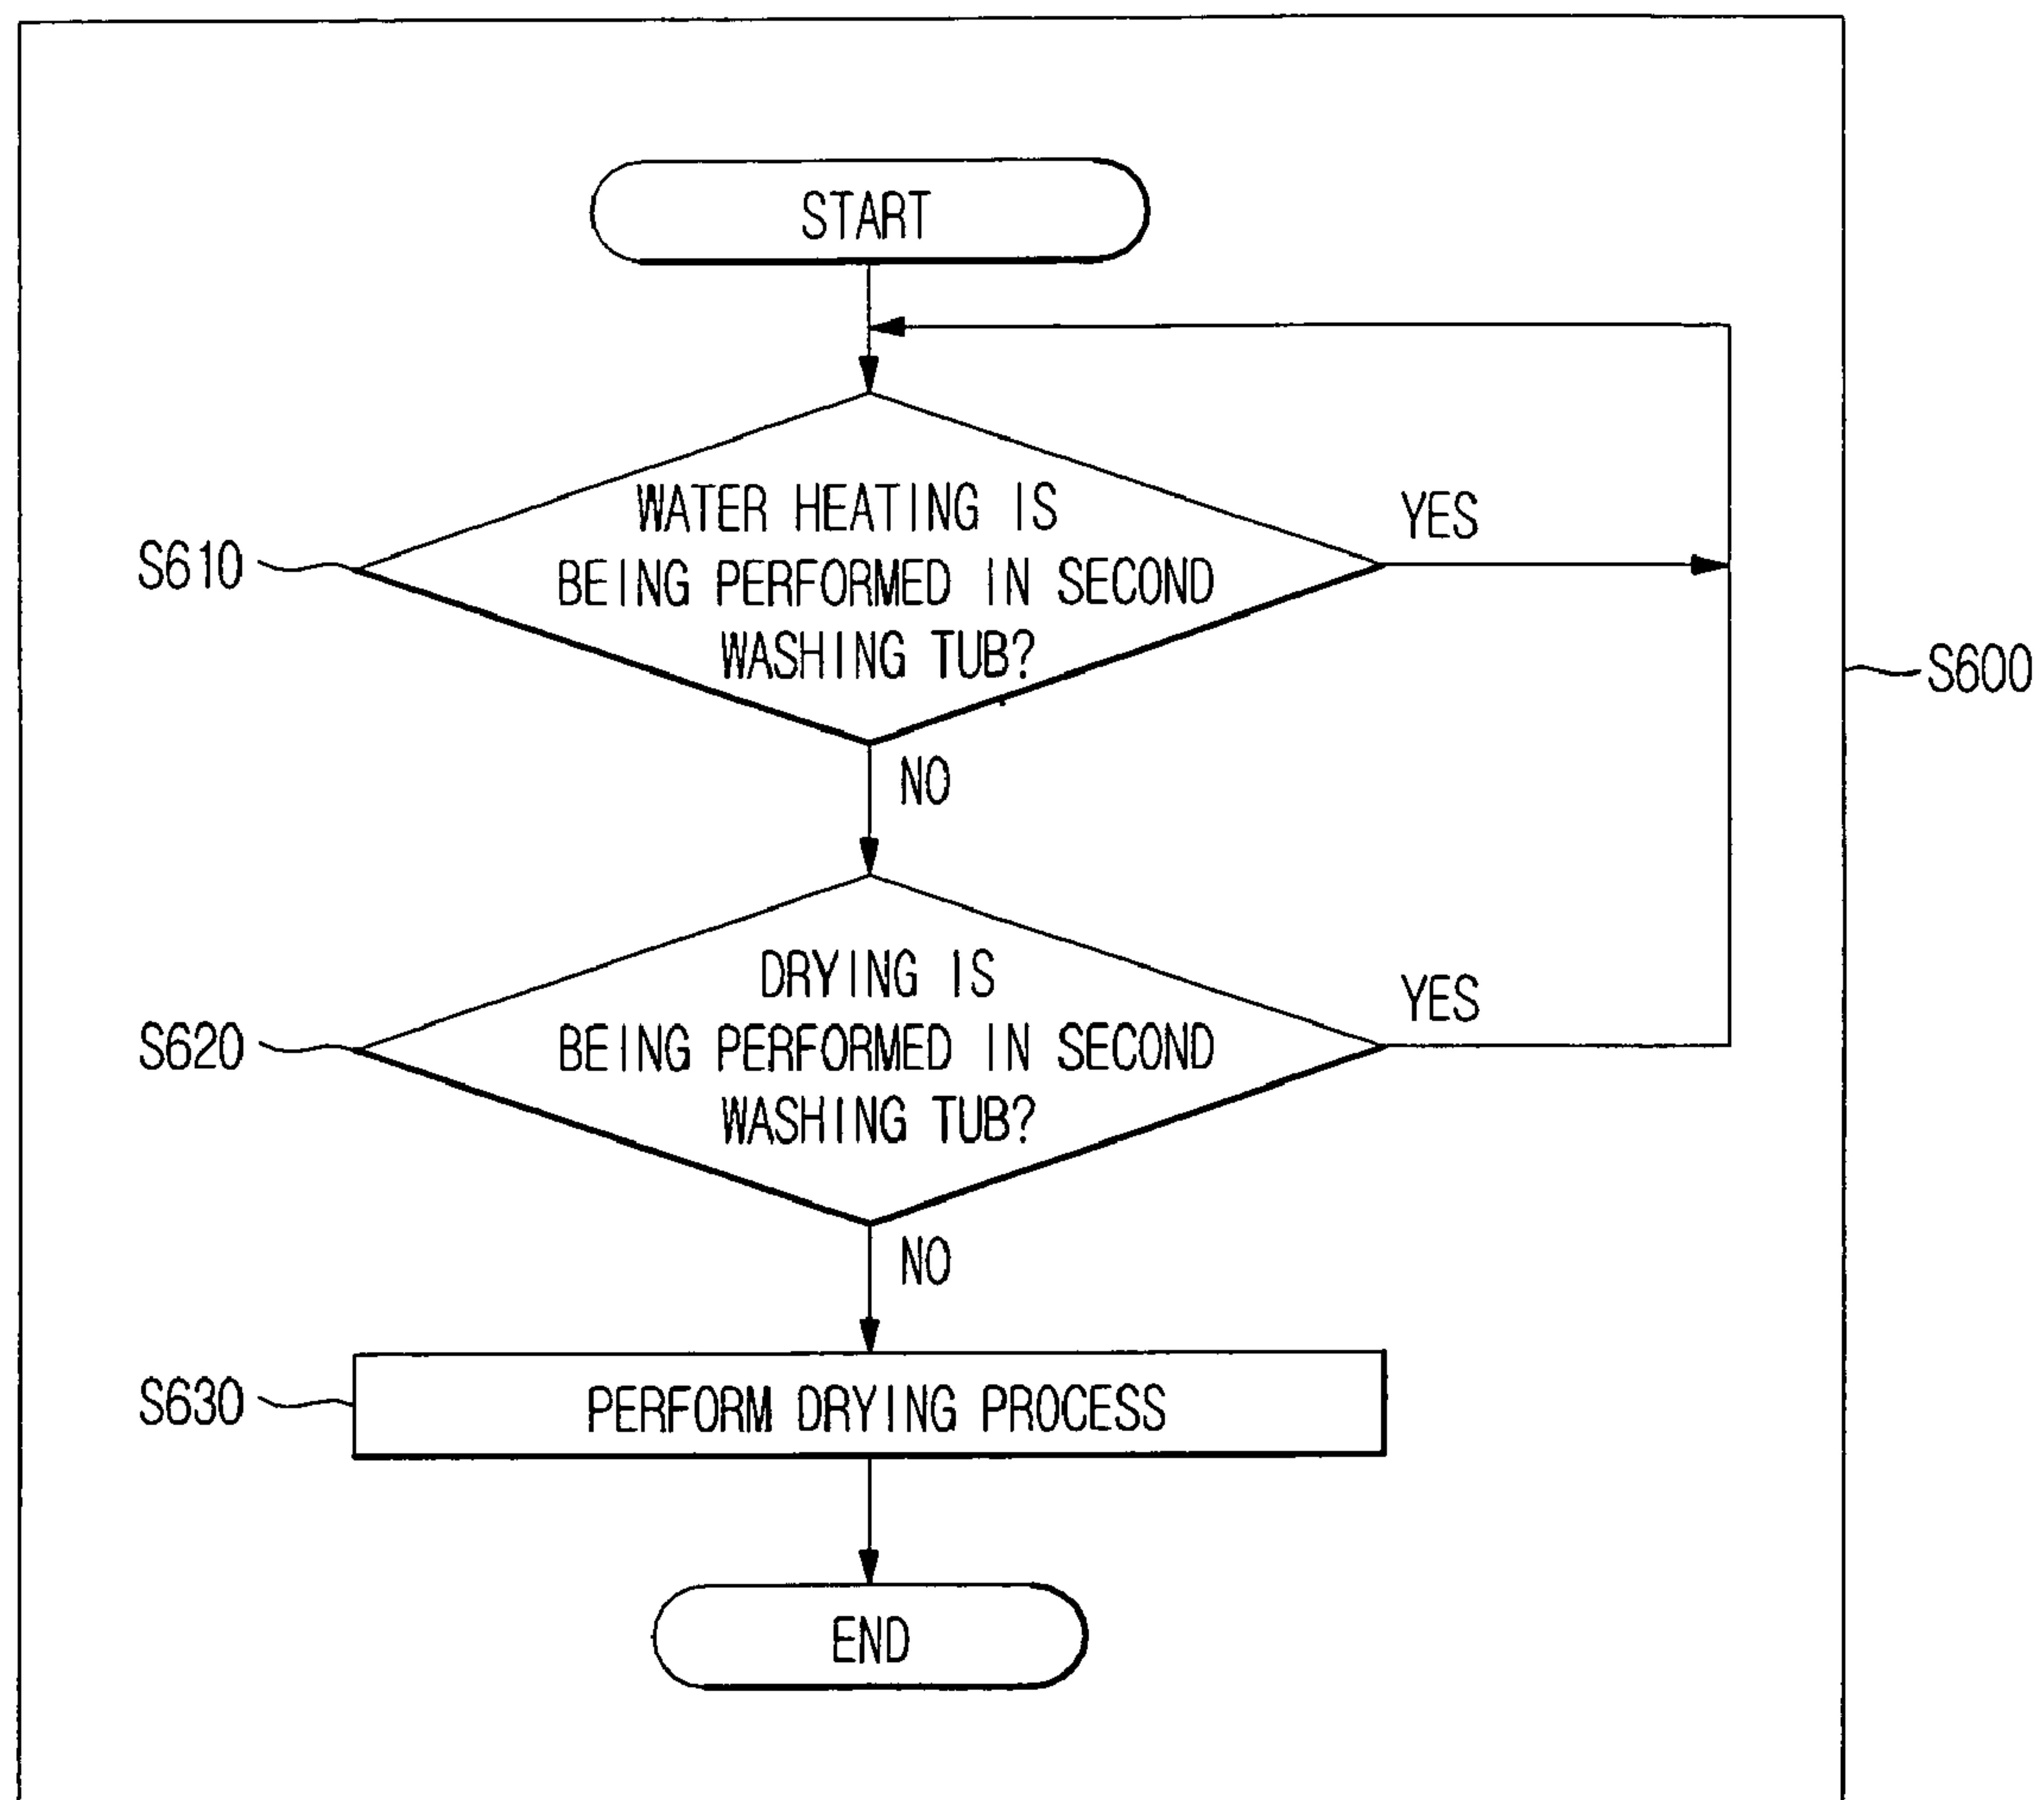 START
WATER HEATING IS
BEING PERFORMED IN SECOND
WASHING TUB?
YES
S610
S600
NO
DRYING IS
BEING PERFORMED IN SECOND
WASHING TUB?
YES
S620
NO
S630
PERFORM DRYING PROCESS
END